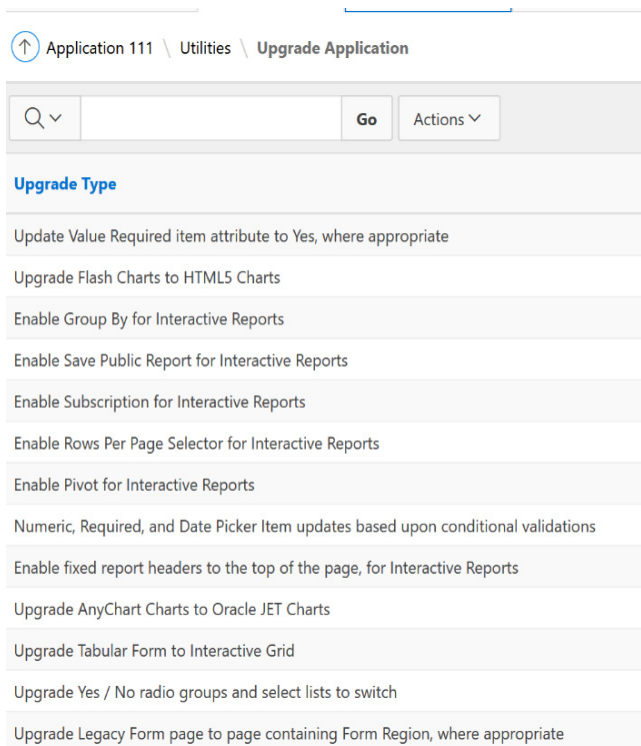 Application 111 \ Utilities \ Upgrade Application
Go Actions
Upgrade Type
Update Value Required item attribute to Yes, where appropriate
Upgrade Flash Charts to HTML5 Charts
Enable Group By for Interactive Reports
Enable Save Public Report for Interactive Reports
Enable Subscription for Interactive Reports
Enable Rows Per Page Selector for Interactive Reports
Enable Pivot for Interactive Reports
Numeric, Required, and Date Picker Item updates based upon conditional validations
Enable fixed report headers to the top of the page, for Interactive Reports
Upgrade AnyChart Charts to Oracle JET Charts
Upgrade Tabular Form to Interactive Grid
Upgrade Yes / No radio groups and select lists to switch
Upgrade Legacy Form page to page containing Form Region, where appropriate